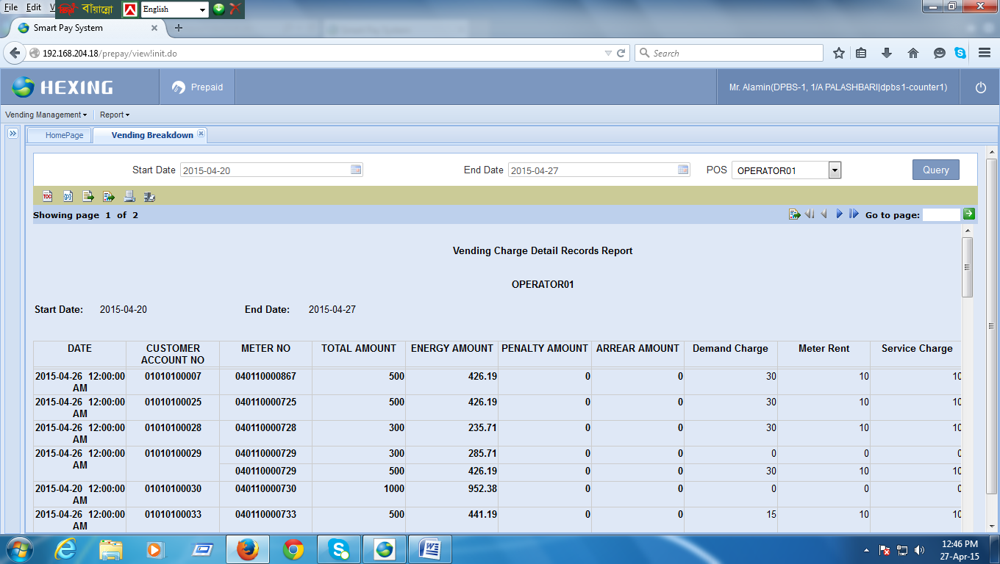 File Edit V
বায়ান্নো English
Smart Pay System
192.168.204.18/prepay/view!init.do
Search
HEXING
Prepaid
Mr. Alamin(DPBS-1, 1/A PALASHBARI|dpbs1-counter1)
Vending Management
Report
HomePage
Vending Breakdown
Start Date 2015-04-20
End Date 2015-04-27
POS OPERATOR01
Query
TOC
Showing page 1 of 2
Go to page:
Vending Charge Detail Records Report
OPERATOR01
Start Date: 2015-04-20 End Date: 2015-04-27
DATE CUSTOMER ACCOUNT NO METER NO TOTAL AMOUNT ENERGY AMOUNT PENALTY AMOUNT ARREAR AMOUNT Demand Charge Meter Rent Service Charge
2015-04-26 12:00:00 AM 01010100007 040110000867 500 426.19 0 0 30 10 10
2015-04-26 12:00:00 AM 01010100025 040110000725 500 426.19 0 0 30 10 10
2015-04-26 12:00:00 AM 01010100028 040110000728 300 235.71 0 0 30 10 10
2015-04-26 12:00:00 AM 01010100029 040110000729 300 285.71 0 0 0 0 0
040110000729 500 426.19 0 0 30 10 10
2015-04-20 12:00:00 AM 01010100030 040110000730 1000 952.38 0 0 0 0 0
2015-04-26 12:00:00 AM 01010100033 040110000733 500 441.19 0 0 15 10 10
12:46 PM
27-Apr-15